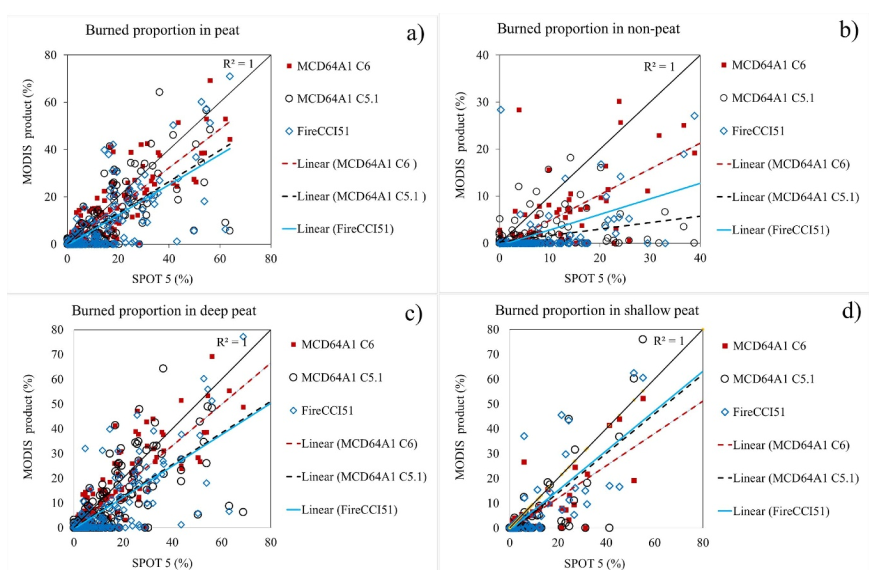 Burned proportion in peat
a)
R² = 1
80
60
40
20
0
0
20
40
60
80
MODIS product (%)
SPOT 5 (%)
MCD64A1 C6
MCD64A1 C5.1
FireCCI51
Linear (MCD64A1 C6 )
Linear (MCD64A1 C5.1 )
Linear (FireCCI51)
Burned proportion in non-peat
b)
R² = 1
40
30
20
10
0
0
10
20
30
40
MODIS product (%)
SPOT 5 (%)
MCD64A1 C6
MCD64A1 C5.1
FireCCI51
Linear (MCD64A1 C6)
Linear (MCD64A1 C5.1)
Linear (FireCCI51)
Burned proportion in deep peat
c)
R² = 1
80
70
60
50
40
30
20
10
0
0
20
40
60
80
MODIS product (%)
SPOT 5 (%)
MCD64A1 C6
MCD64A1 C5.1
FireCCI51
Linear (MCD64A1 C6)
Linear (MCD64A1 C5.1)
Linear (FireCCI51)
Burned proportion in shallow peat
d)
R² = 1
80
70
60
50
40
30
20
10
0
0
20
40
60
80
MODIS product (%)
SPOT 5 (%)
MCD64A1 C6
MCD64A1 C5.1
FireCCI51
Linear (MCD64A1 C6)
Linear (MCD64A1 C5.1)
Linear (FireCCI51)